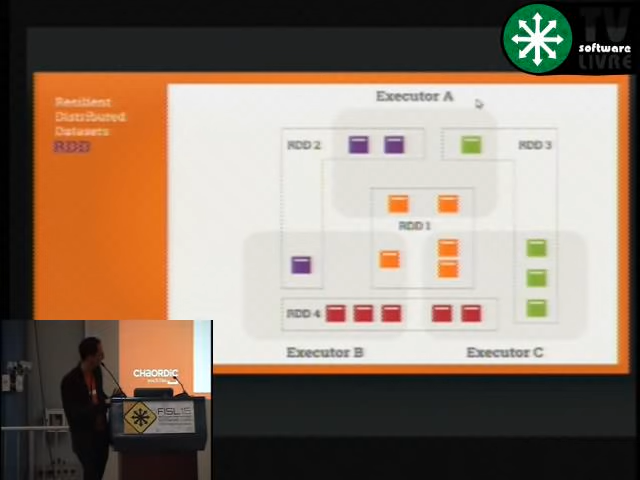 TV
software
LIVRE
Resilient
Distributed
Datasets
RDD
Executor A
RDD 2
RDD 3
RDD 1
RDD 4
Executor B
Executor C
CHAORDIC
FISL15